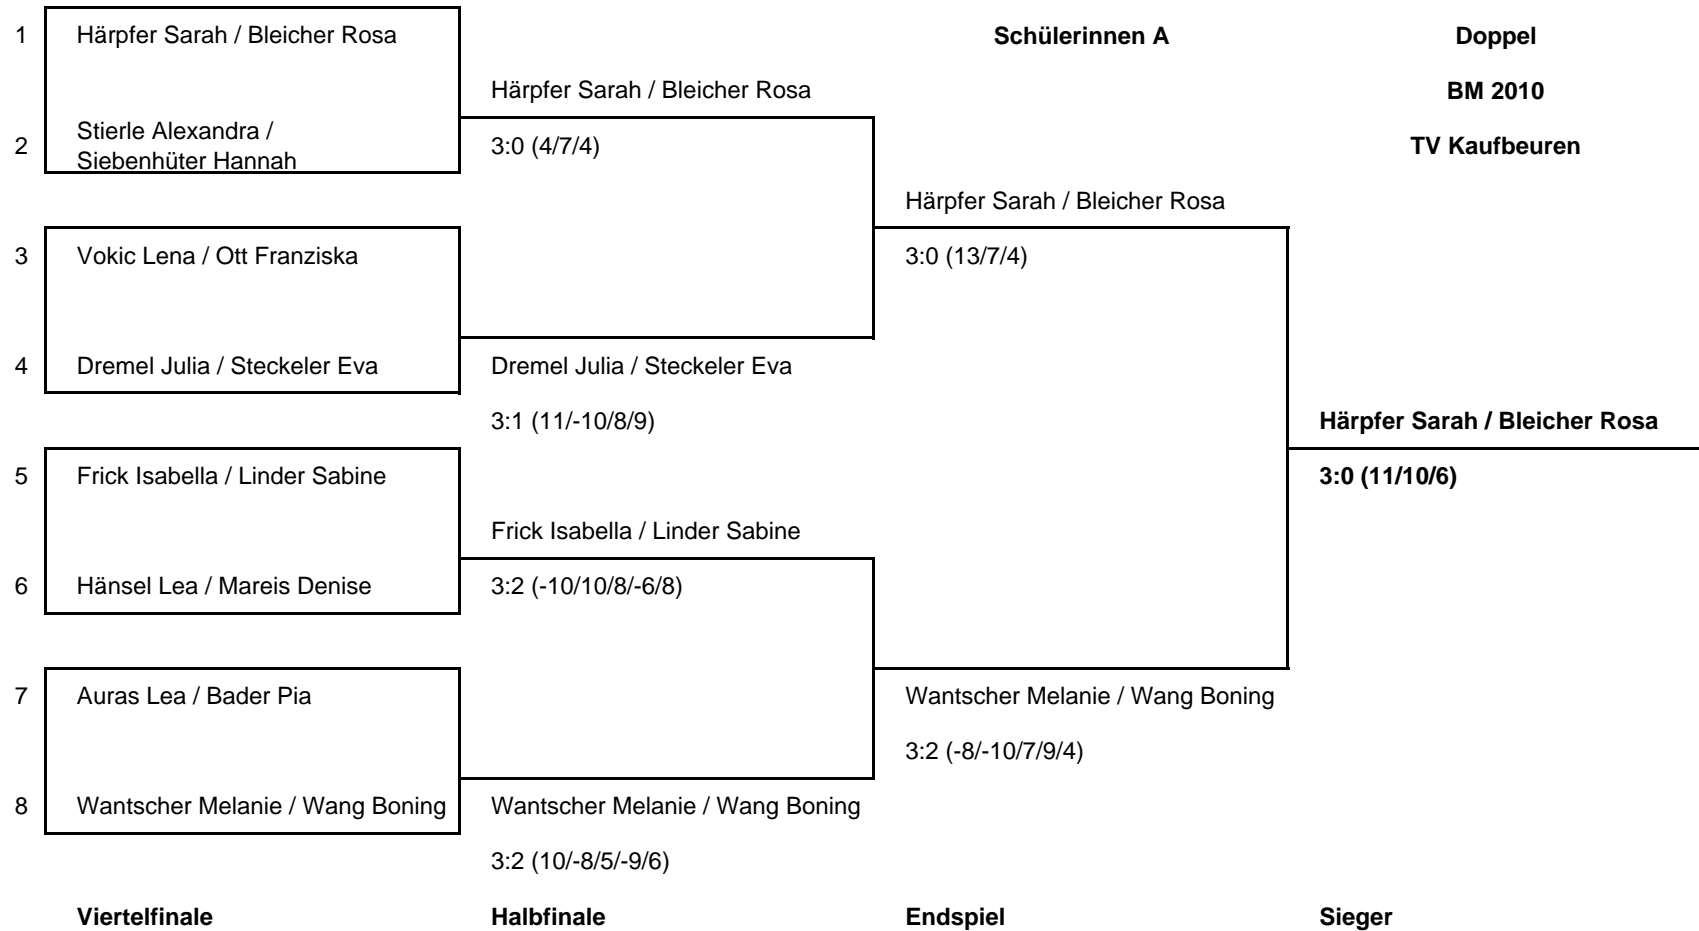 1 Härpfer Sarah / Bleicher Rosa Schülerinnen A Doppel
Härpfer Sarah / Bleicher Rosa BM 2010
2 Stierle Alexandra /
Siebenhüter Hannah 3:0 (4/7/4) TV Kaufbeuren
Härpfer Sarah / Bleicher Rosa
3 Vokic Lena / Ott Franziska 3:0 (13/7/4)
4 Dremel Julia / Steckeler Eva Dremel Julia / Steckeler Eva
3:1 (11/-10/8/9) Härpfer Sarah / Bleicher Rosa
5 Frick Isabella / Linder Sabine 3:0 (11/10/6)
Frick Isabella / Linder Sabine
6 Hänsel Lea / Mareis Denise 3:2 (-10/10/8/-6/8)
7 Auras Lea / Bader Pia Wantscher Melanie / Wang Boning
3:2 (-8/-10/7/9/4)
8 Wantscher Melanie / Wang Boning Wantscher Melanie / Wang Boning
3:2 (10/-8/5/-9/6)
Viertelfinale Halbfinale Endspiel Sieger